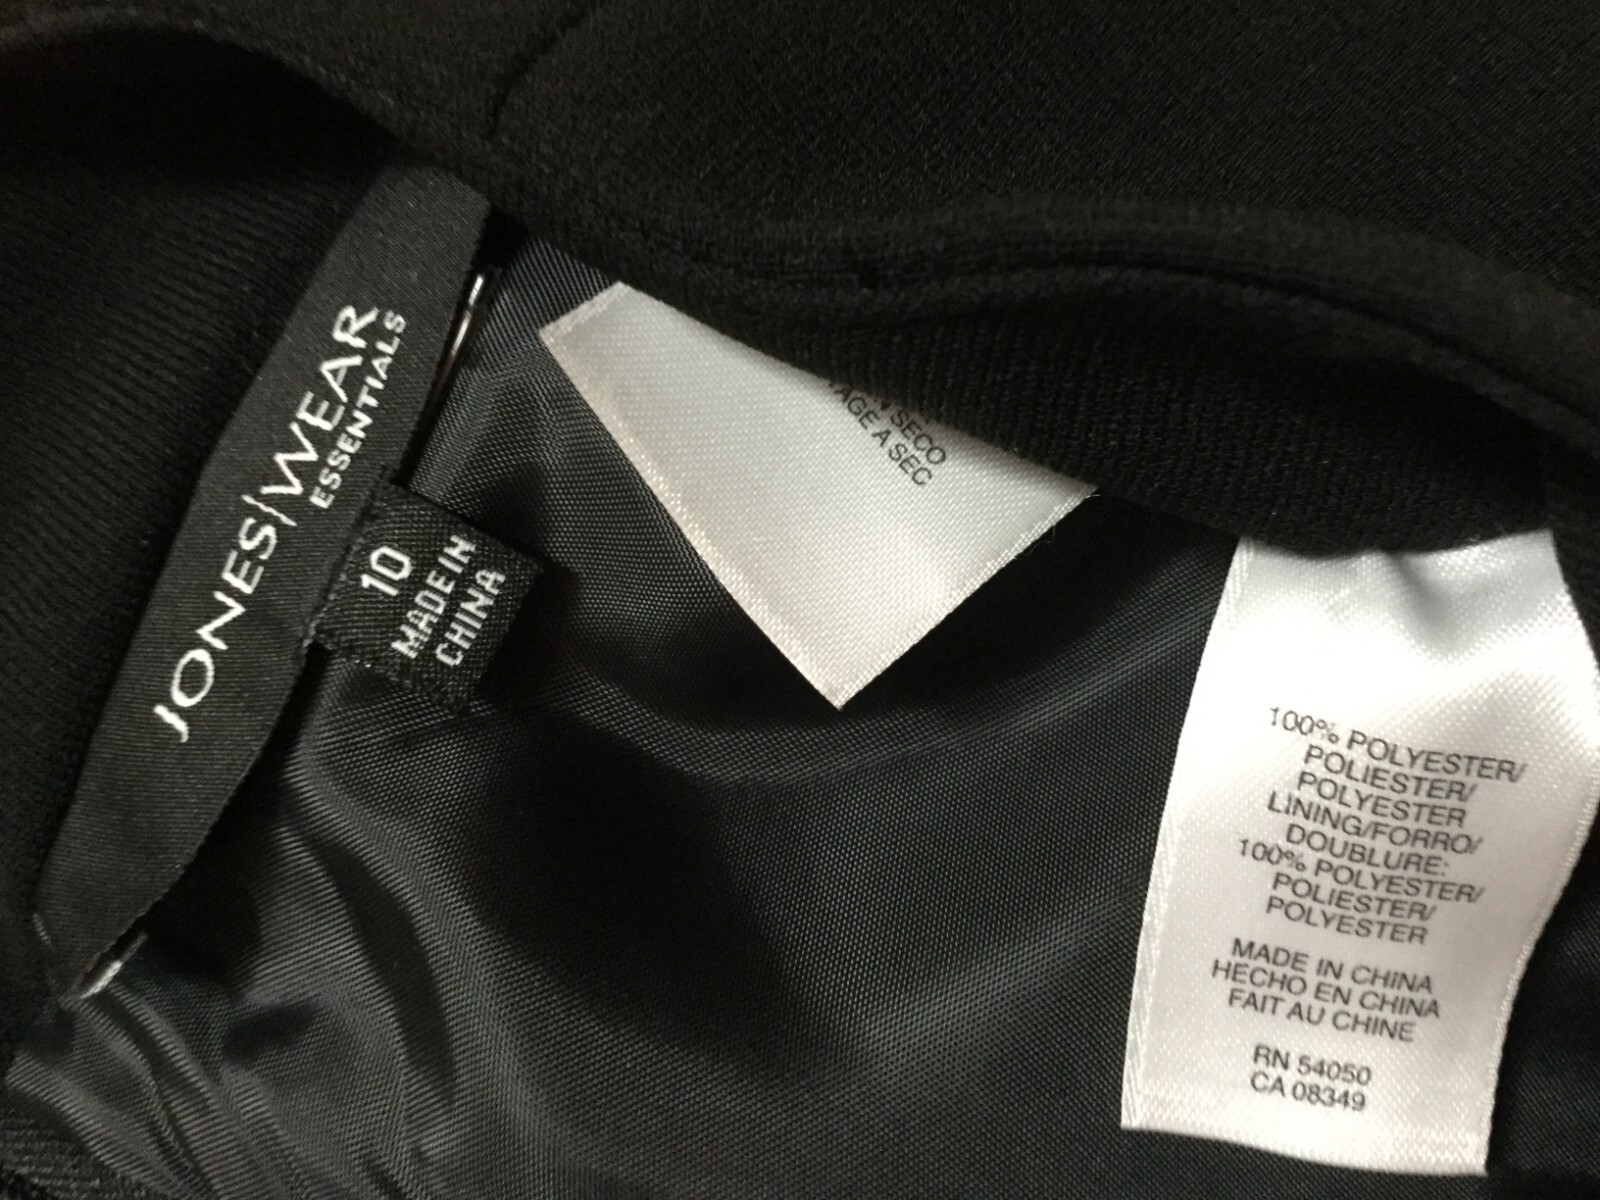 JONES|WEAR
ESSENTIALS
10
MADE IN
CHINA
SECO
AGE A SEC
100% POLYESTER/
POLIESTER/
POLYESTER
LINING/FORRO/
DOUBLURE:
100% POLYESTER/
POLIESTER/
POLYESTER
MADE IN CHINA
HECHO EN CHINA
FAIT AU CHINE
RN 54050
CA 08349